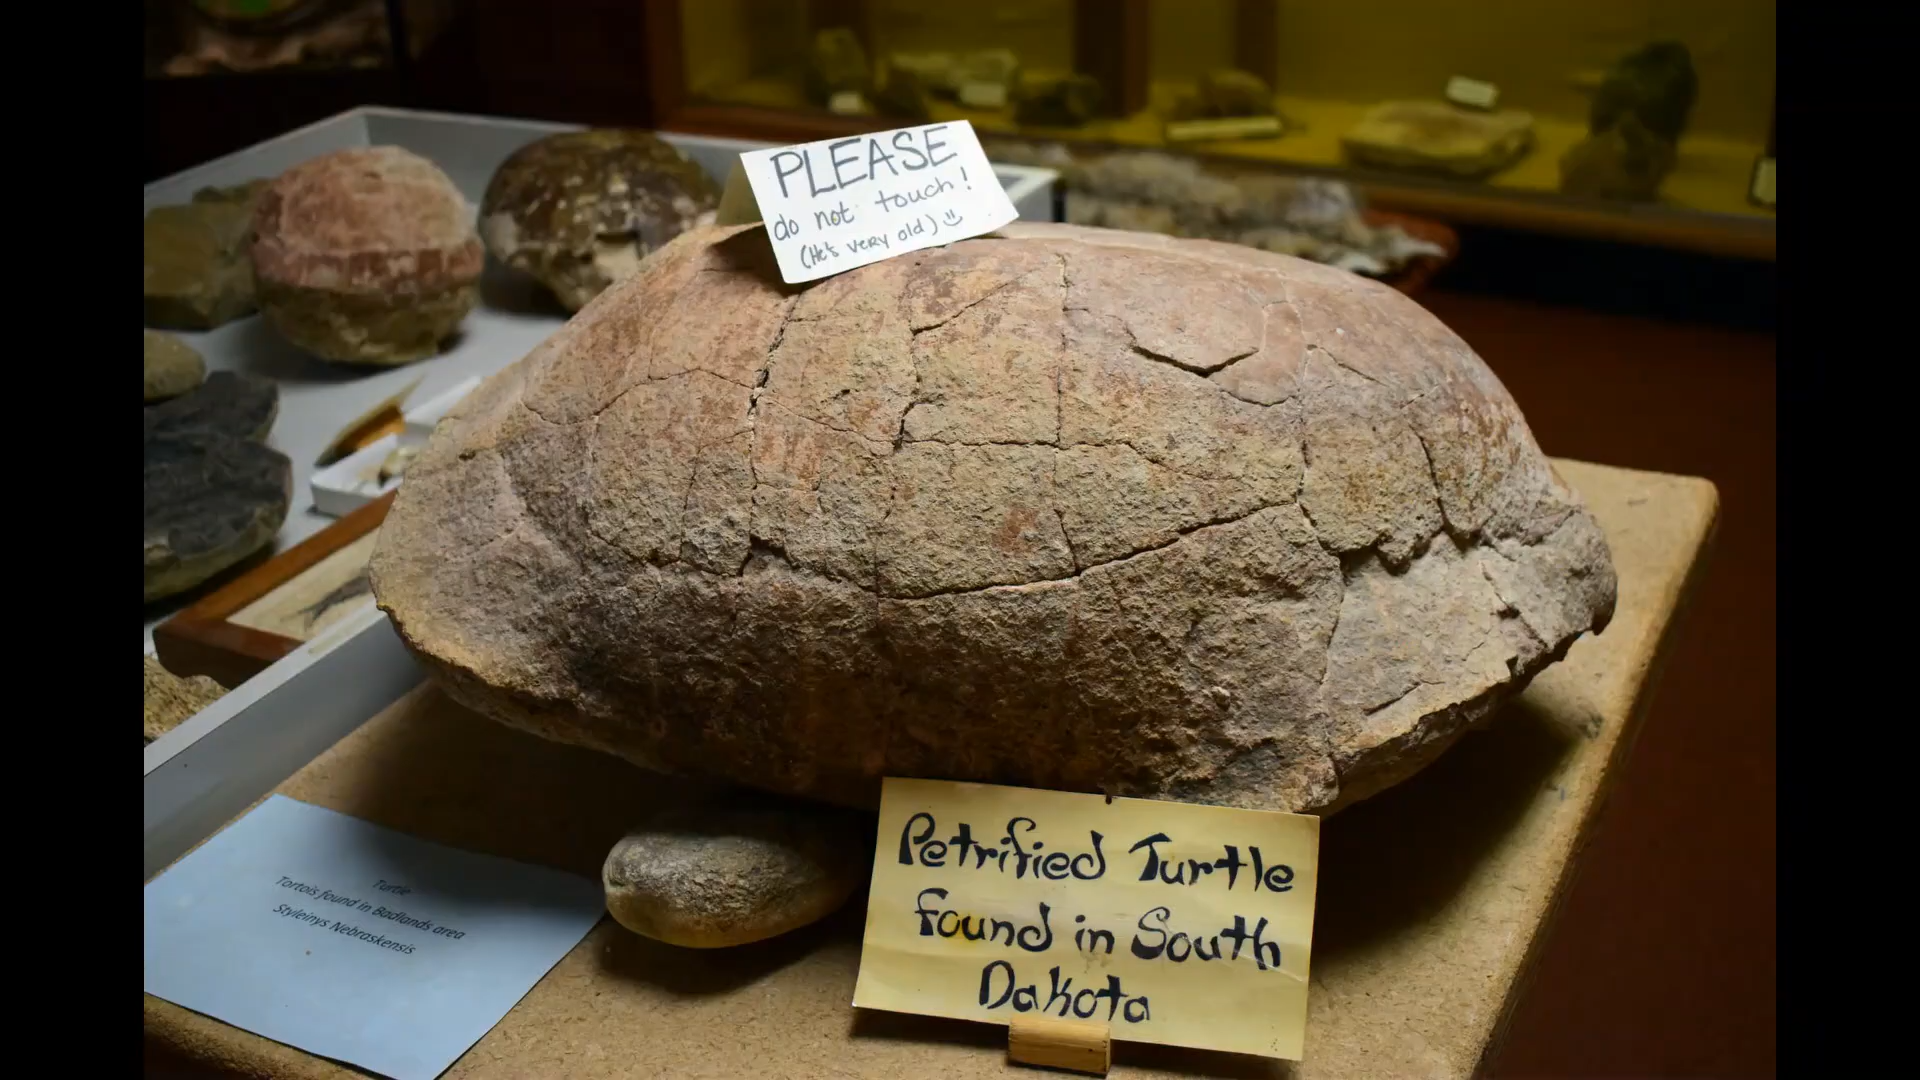 PLEASE
do not touch!
(He's very old)
Petrified Turtle
found in South
Dakota
Turtle
Tortois found in Badlands area
Styleinys Nebraskensis